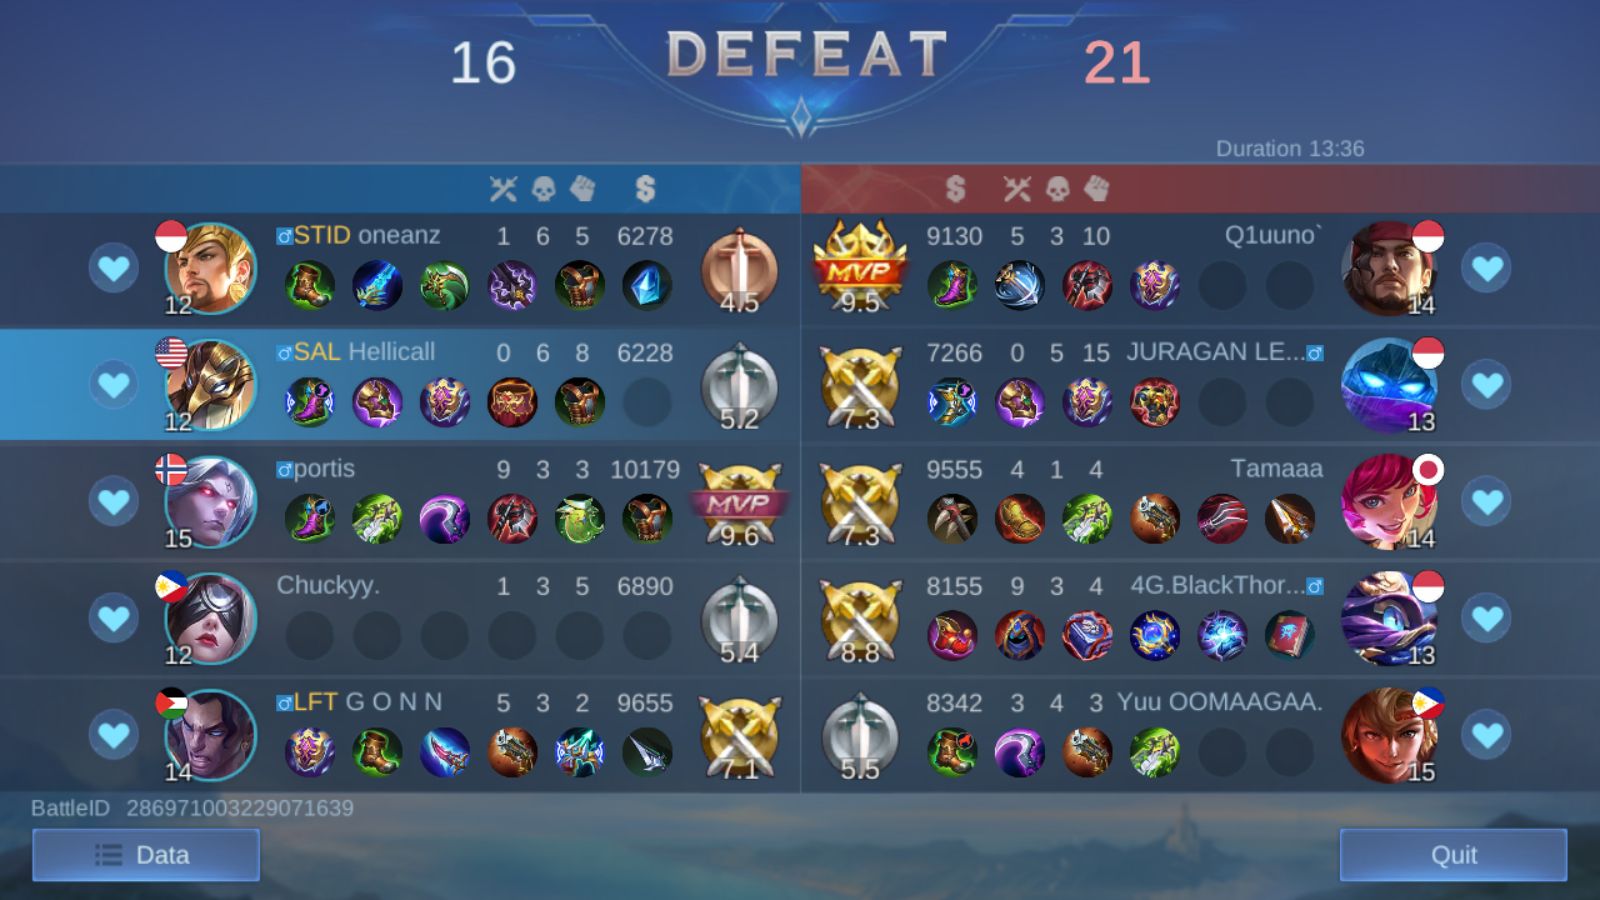 16 DEFEAT 21
Duration 13:36
♂STID oneanz 1 6 5 6278
12 4.5
MVP 9.5 9130 5 3 10 Q1uuno`
14
♂SAL Hellicall 0 6 8 6228
12 5.2
7.3 7266 0 5 15 JURAGAN LE...♂
13
♂portis 9 3 3 10179
15 MVP 9.6
7.3 9555 4 1 4 Tamaaa
14
Chuckyy. 1 3 5 6890
12 5.4
8.8 8155 9 3 4 4G.BlackThor...♂
13
♂LFT G O N N 5 3 2 9655
14 7.1
5.5 8342 3 4 3 Yuu OOMAAGAA.
15
BattleID 286971003229071639
Data
Quit